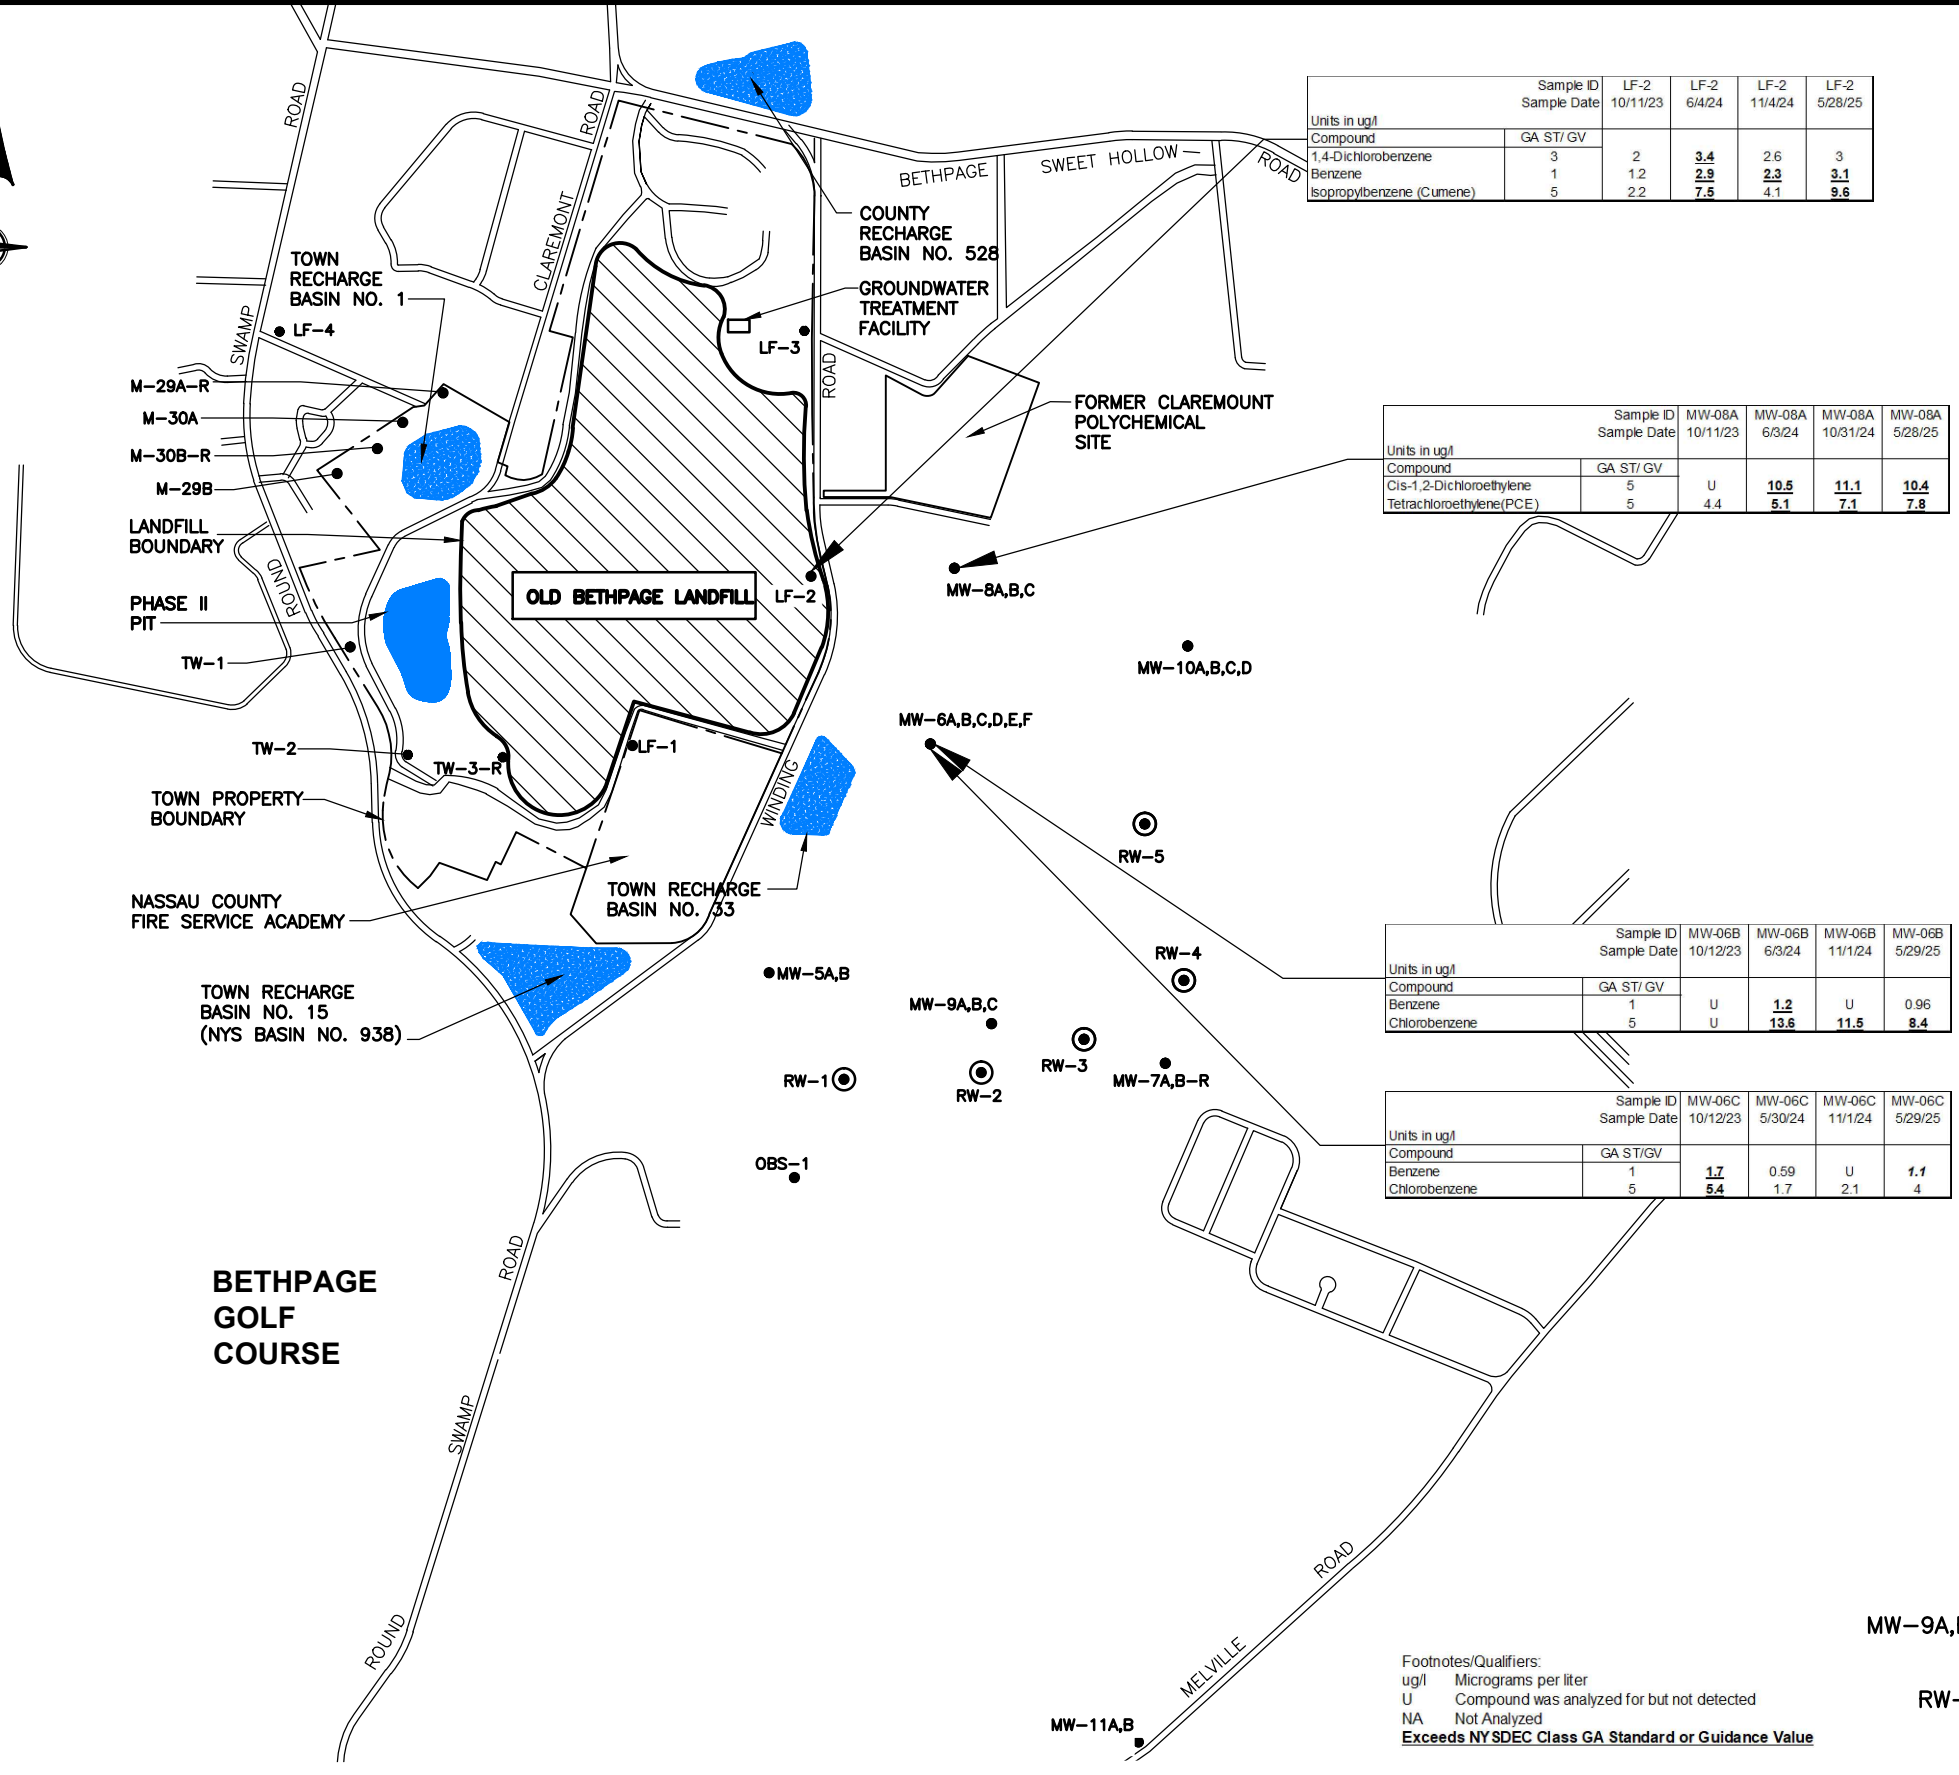 Sample ID LF-2 LF-2 LF-2 LF-2
Sample Date 10/11/23 6/4/24 11/4/24 5/28/25
Units in ug/l
Compound GA ST/ GV
1,4-Dichlorobenzene 3 2 3.4 2.6 3
Benzene 1 1.2 2.9 2.3 3.1
Isopropylbenzene (Cumene) 5 2.2 7.5 4.1 9.6
ROAD
ROAD
BETHPAGE
SWEET HOLLOW
ROAD
COUNTY
RECHARGE
BASIN NO. 528
CLAREMONT
TOWN
RECHARGE
BASIN NO. 1
GROUNDWATER
TREATMENT
FACILITY
SWAMP
LF-4
LF-3
ROAD
M-29A-R
M-30A
M-30B-R
M-29B
FORMER CLAREMOUNT
POLYCHEMICAL
SITE
Sample ID MW-08A MW-08A MW-08A MW-08A
Sample Date 10/11/23 6/3/24 10/31/24 5/28/25
Units in ug/l
Compound GA ST/ GV
Cis-1,2-Dichloroethylene 5 U 10.5 11.1 10.4
Tetrachloroethylene(PCE) 5 4.4 5.1 7.1 7.8
LANDFILL
BOUNDARY
ROUND
PHASE II
PIT
OLD BETHPAGE LANDFILL
LF-2
MW-8A,B,C
TW-1
MW-10A,B,C,D
MW-6A,B,C,D,E,F
TW-2
TW-3-R
LF-1
WINDING
TOWN PROPERTY
BOUNDARY
RW-5
NASSAU COUNTY
FIRE SERVICE ACADEMY
TOWN RECHARGE
BASIN NO. 33
Sample ID MW-06B MW-06B MW-06B MW-06B
Sample Date 10/12/23 6/3/24 11/1/24 5/29/25
Units in ug/l
Compound GA ST/ GV
Benzene 1 U 1.2 U 0.96
Chlorobenzene 5 U 13.6 11.5 8.4
RW-4
MW-5A,B
TOWN RECHARGE
BASIN NO. 15
(NYS BASIN NO. 938)
MW-9A,B,C
RW-1
RW-2
RW-3
MW-7A,B-R
Sample ID MW-06C MW-06C MW-06C MW-06C
Sample Date 10/12/23 5/30/24 11/1/24 5/29/25
Units in ug/l
Compound GA ST/GV
Benzene 1 1.7 0.59 U 1.1
Chlorobenzene 5 5.4 1.7 2.1 4
OBS-1
ROAD
BETHPAGE
GOLF
COURSE
SWAMP
ROUND
ROAD
MELVILLE
MW-11A,B
MW-9A,
RW-
Footnotes/Qualifiers:
ug/l Micrograms per liter
U Compound was analyzed for but not detected
NA Not Analyzed
Exceeds NYSDEC Class GA Standard or Guidance Value